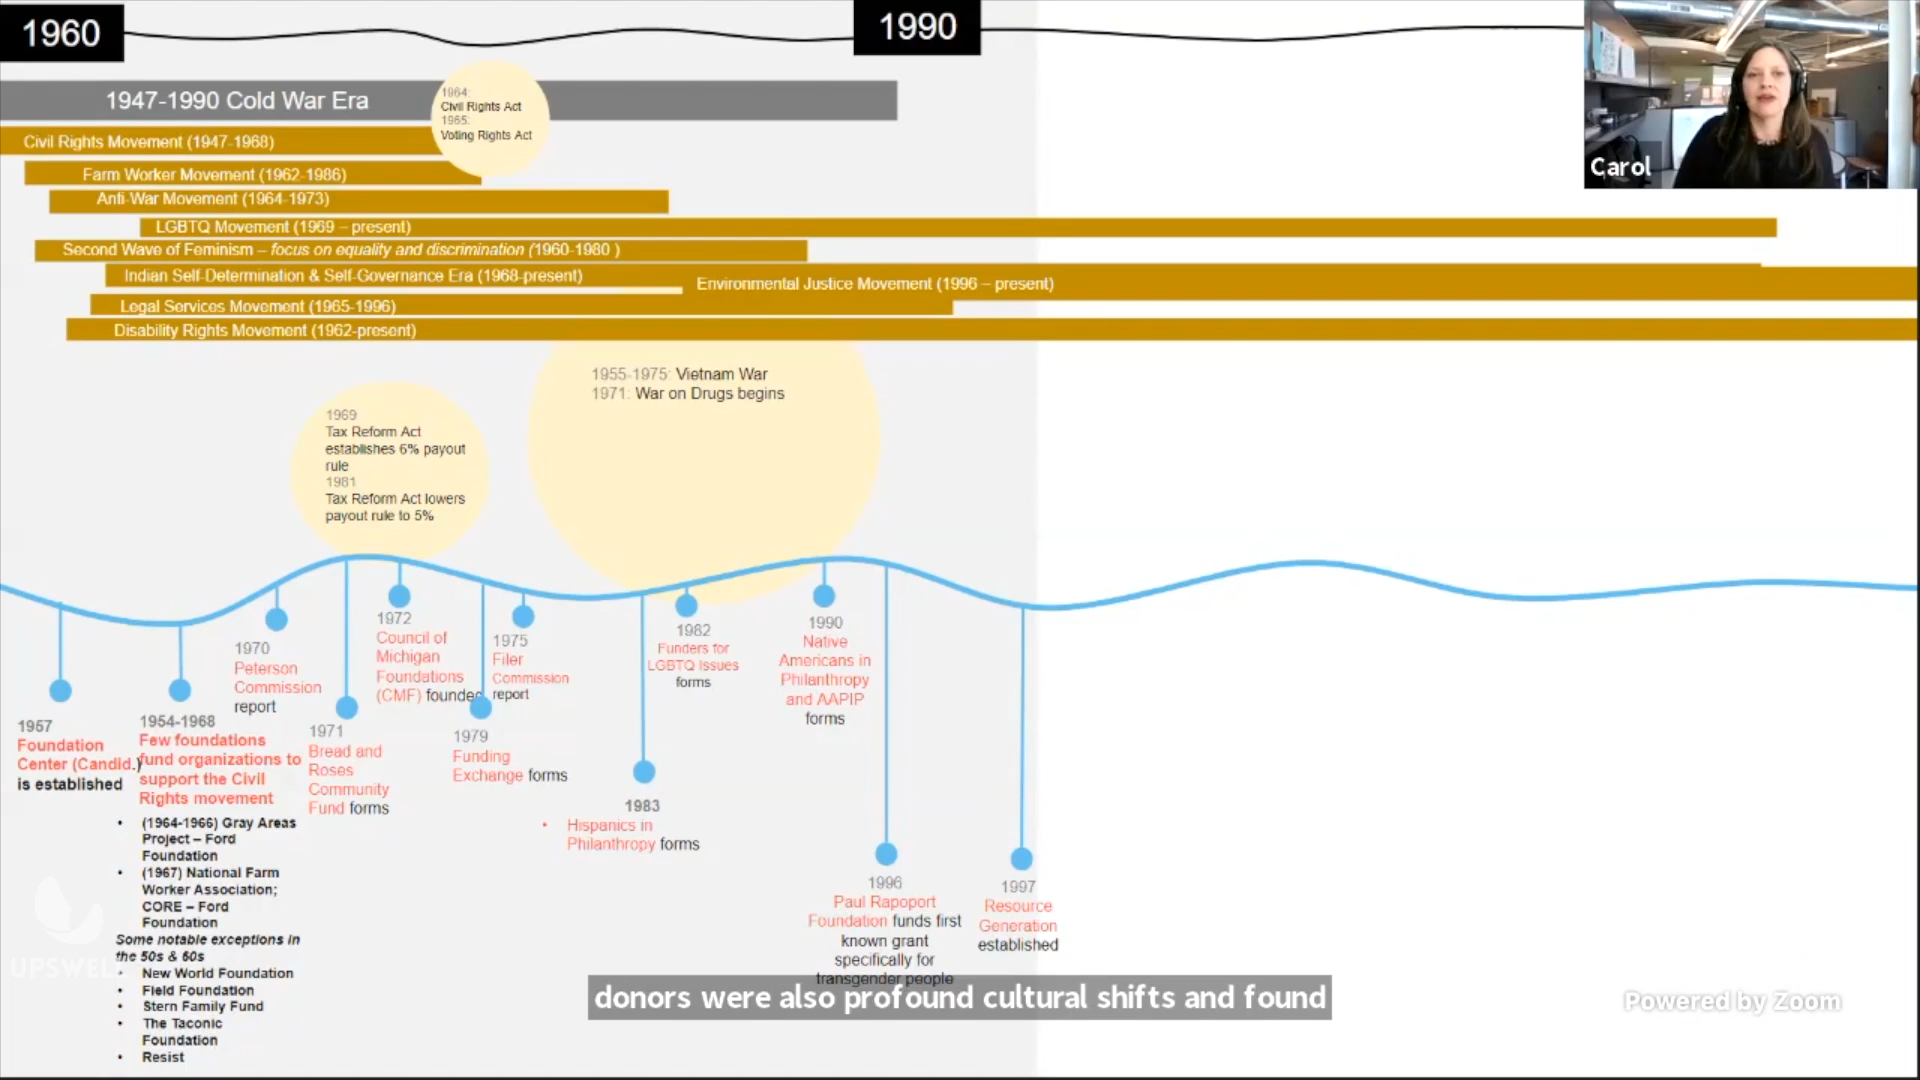 1960
1990
1947-1990 Cold War Era
1964:
Civil Rights Act
1965:
Voting Rights Act
Civil Rights Movement (1947-1968)
Farm Worker Movement (1962-1986)
Anti-War Movement (1964-1973)
LGBTQ Movement (1969 – present)
Second Wave of Feminism – focus on equality and discrimination (1960-1980 )
Indian Self-Determination & Self-Governance Era (1968-present)
Environmental Justice Movement (1996 – present)
Legal Services Movement (1965-1996)
Disability Rights Movement (1962-present)
Carol
1955-1975: Vietnam War
1971: War on Drugs begins
1969
Tax Reform Act
establishes 6% payout
rule
1981
Tax Reform Act lowers
payout rule to 5%
1957
Foundation
Center (Candid.)
is established
1954-1968
Few foundations
fund organizations to
support the Civil
Rights movement
• (1964-1966) Gray Areas
Project – Ford
Foundation
• (1967) National Farm
Worker Association;
CORE – Ford
Foundation
Some notable exceptions in
the 50s & 60s
• New World Foundation
• Field Foundation
• Stern Family Fund
• The Taconic
Foundation
• Resist
1970
Peterson
Commission
report
1971
Bread and
Roses
Community
Fund forms
1972
Council of
Michigan
Foundations
(CMF) founded
1979
Funding
Exchange forms
1975
Filer
Commission
report
1983
• Hispanics in
Philanthropy forms
1982
Funders for
LGBTQ Issues
forms
1990
Native
Americans in
Philanthropy
and AAPIP
forms
1996
Paul Rapoport
Foundation funds first
known grant
specifically for
transgender people
1997
Resource
Generation
established
donors were also profound cultural shifts and found
UPSWELL
Powered by Zoom